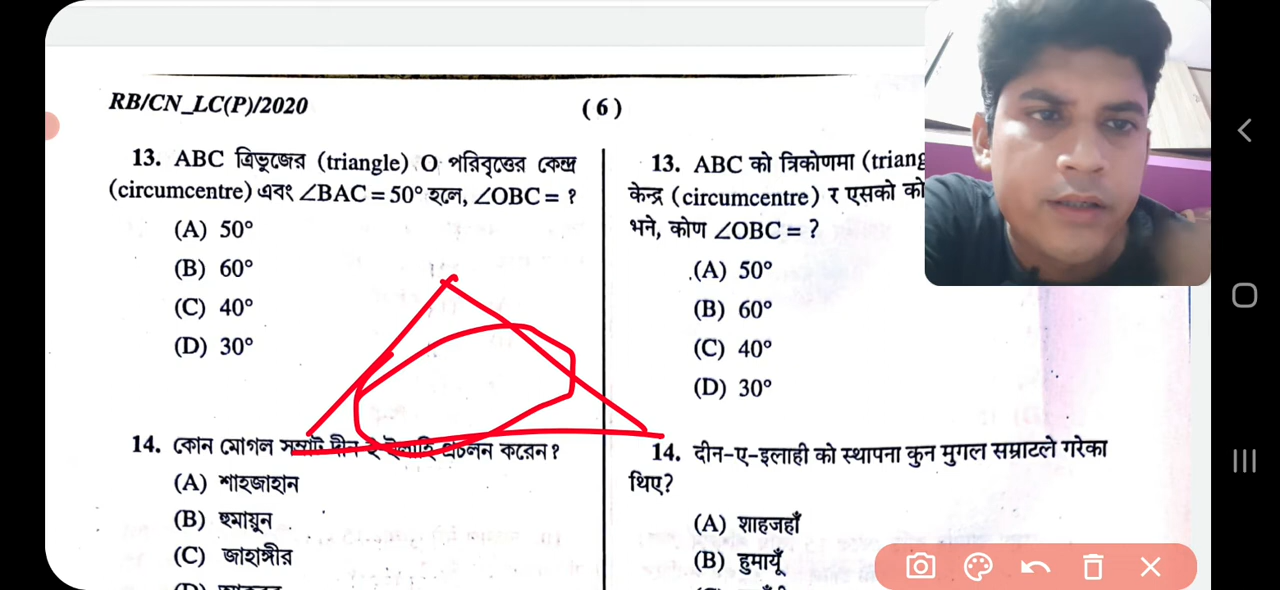 RB/CN_LC(P)/2020
(6)
13. ABC ত্রিভুজের (triangle) O পরিবৃত্তের কেন্দ্র
(circumcentre) এবং ∠BAC = 50° হলে, ∠OBC = ?
(A) 50°
(B) 60°
(C) 40°
(D) 30°
14. কোন মোগল সম্রাট দীন ই ইলাহি প্রচলন করেন?
(A) শাহজাহান
(B) হুমায়ুন
(C) জাহাঙ্গীর
13. ABC को त्रिकोणमा (triang
केन्द्र (circumcentre) र एसको को
भने, कोण ∠OBC = ?
(A) 50°
(B) 60°
(C) 40°
(D) 30°
14. दीन-ए-इलाही को स्थापना कुन मुगल सम्राटले गरेका
थिए?
(A) शाहजहाँ
(B) हुमायूँ